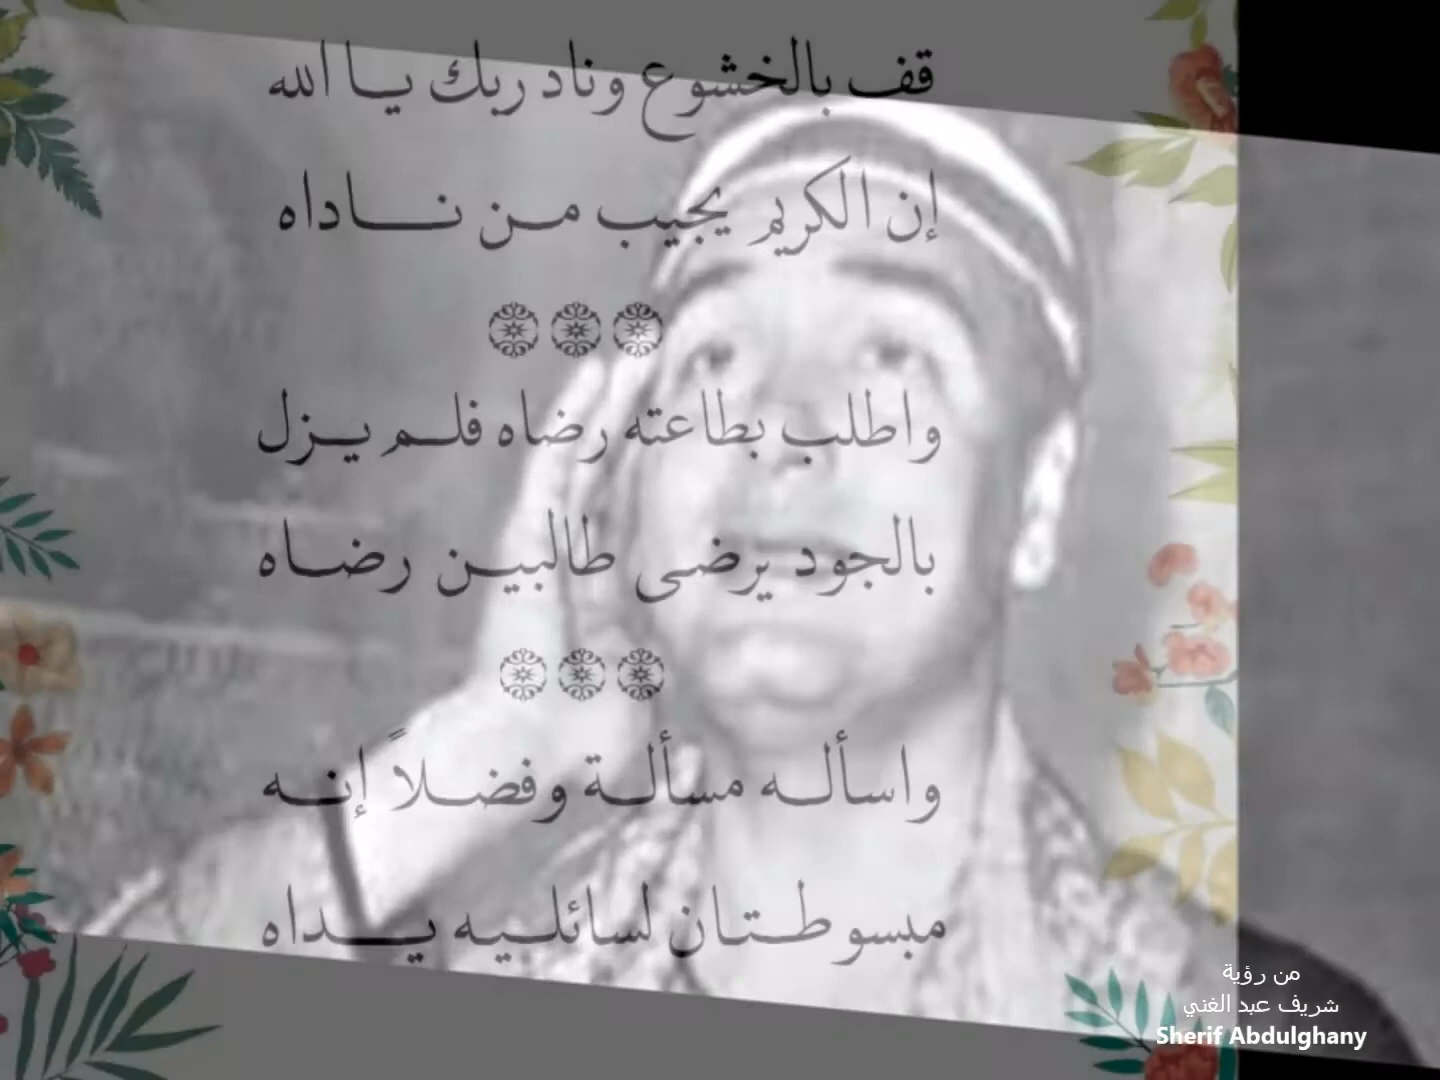 قف بالخشوع وناد ربك يا الله
إن الكريم يجيب من ناداه
واطلب بطاعته رضاه فلم يزل
بالجود يرضى طالبين رضاه
واسأله مسألة وفضلاً إنه
مبسوطتان لسائليه يداه
من رؤية
شريف عبد الغني
Sherif Abdulghany